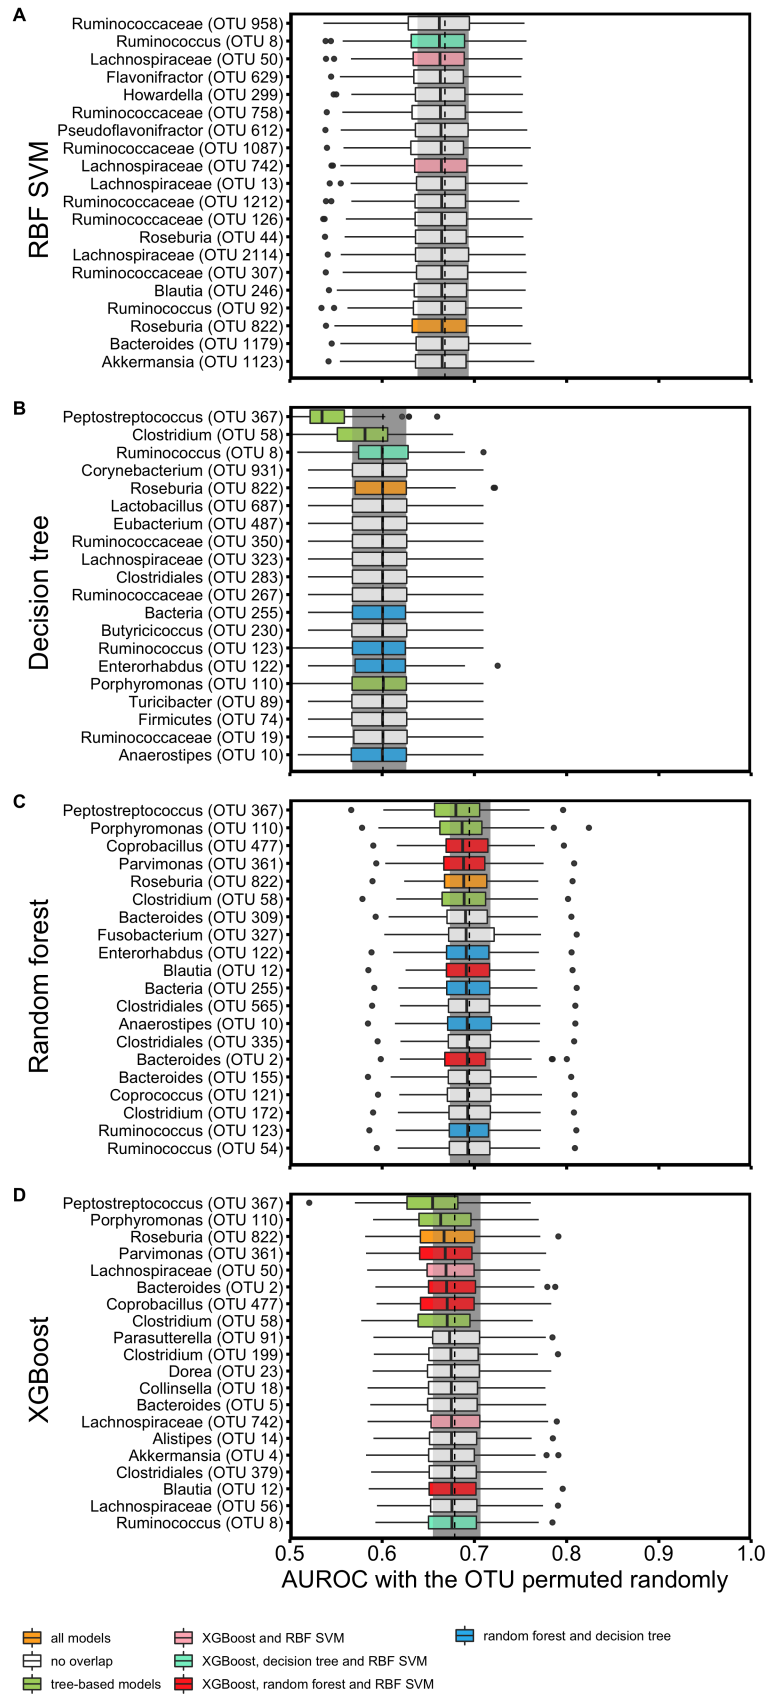 A
Ruminococcaceae (OTU 958)
Ruminococcus (OTU 8)
Lachnospiraceae (OTU 50)
Flavonifractor (OTU 629)
Howardella (OTU 299)
Ruminococcaceae (OTU 758)
Pseudoflavonifractor (OTU 612)
Ruminococcaceae (OTU 1087)
Lachnospiraceae (OTU 742)
Lachnospiraceae (OTU 13)
Ruminococcaceae (OTU 1212)
Ruminococcaceae (OTU 126)
Roseburia (OTU 44)
Lachnospiraceae (OTU 2114)
Ruminococcaceae (OTU 307)
Blautia (OTU 246)
Ruminococcus (OTU 92)
Roseburia (OTU 822)
Bacteroides (OTU 1179)
Akkermansia (OTU 1123)
RBF SVM
B
Peptostreptococcus (OTU 367)
Clostridium (OTU 58)
Ruminococcus (OTU 8)
Corynebacterium (OTU 931)
Roseburia (OTU 822)
Lactobacillus (OTU 687)
Eubacterium (OTU 487)
Ruminococcaceae (OTU 350)
Lachnospiraceae (OTU 323)
Clostridiales (OTU 283)
Ruminococcaceae (OTU 267)
Bacteria (OTU 255)
Butyricicoccus (OTU 230)
Ruminococcus (OTU 123)
Enterorhabdus (OTU 122)
Porphyromonas (OTU 110)
Turicibacter (OTU 89)
Firmicutes (OTU 74)
Ruminococcaceae (OTU 19)
Anaerostipes (OTU 10)
Decision tree
C
Peptostreptococcus (OTU 367)
Porphyromonas (OTU 110)
Coprobacillus (OTU 477)
Parvimonas (OTU 361)
Roseburia (OTU 822)
Clostridium (OTU 58)
Bacteroides (OTU 309)
Fusobacterium (OTU 327)
Enterorhabdus (OTU 122)
Blautia (OTU 12)
Bacteria (OTU 255)
Clostridiales (OTU 565)
Anaerostipes (OTU 10)
Clostridiales (OTU 335)
Bacteroides (OTU 2)
Bacteroides (OTU 155)
Coprococcus (OTU 121)
Clostridium (OTU 172)
Ruminococcus (OTU 123)
Ruminococcus (OTU 54)
Random forest
D
Peptostreptococcus (OTU 367)
Porphyromonas (OTU 110)
Roseburia (OTU 822)
Parvimonas (OTU 361)
Lachnospiraceae (OTU 50)
Bacteroides (OTU 2)
Coprobacillus (OTU 477)
Clostridium (OTU 58)
Parasutterella (OTU 91)
Clostridium (OTU 199)
Dorea (OTU 23)
Collinsella (OTU 18)
Bacteroides (OTU 5)
Lachnospiraceae (OTU 742)
Alistipes (OTU 14)
Akkermansia (OTU 4)
Clostridiales (OTU 379)
Blautia (OTU 12)
Lachnospiraceae (OTU 56)
Ruminococcus (OTU 8)
XGBoost
0.5 0.6 0.7 0.8 0.9 1.0
AUROC with the OTU permuted randomly
all models
no overlap
tree-based models
XGBoost and RBF SVM
XGBoost, decision tree and RBF SVM
XGBoost, random forest and RBF SVM
random forest and decision tree